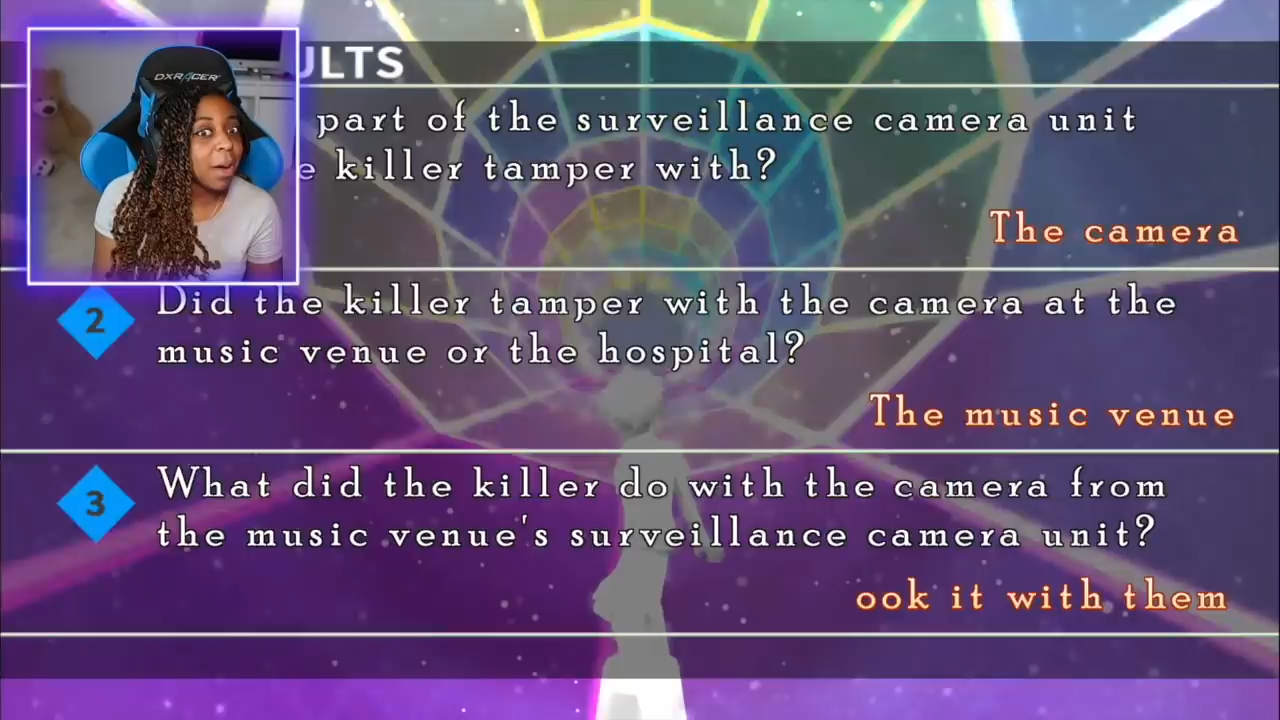 DXRACER
ULTS
part of the surveillance camera unit
e killer tamper with?
The camera
2
Did the killer tamper with the camera at the
music venue or the hospital?
The music venue
3
What did the killer do with the camera from
the music venue's surveillance camera unit?
ook it with them